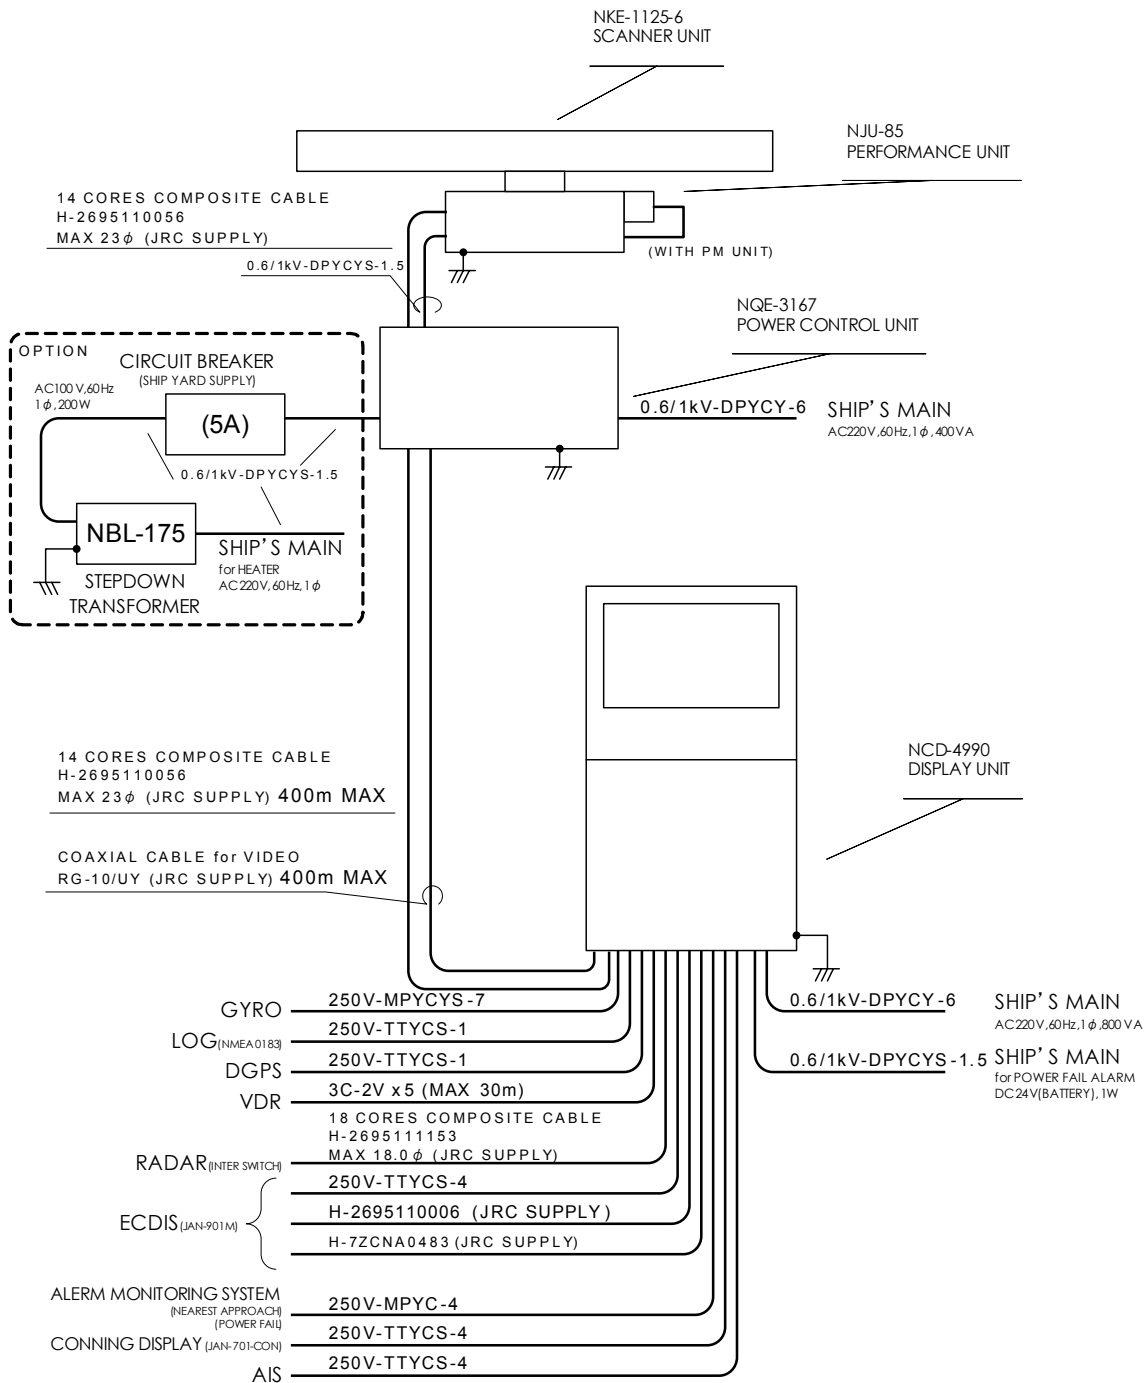 NKE-1125-6
SCANNER UNIT
NJU-85
PERFORMANCE UNIT
14 CORES COMPOSITE CABLE
H-2695110056
MAX 23φ (JRC SUPPLY)
(WITH PM UNIT)
0.6/1kV-DPYCYS-1.5
NQE-3167
POWER CONTROL UNIT
OPTION
CIRCUIT BREAKER
(SHIP YARD SUPPLY)
AC100V,60Hz
1φ,200W
(5A)
0.6/1kV-DPYCY-6
SHIP'S MAIN
AC220V,60Hz,1φ,400VA
0.6/1kV-DPYCYS-1.5
NBL-175
SHIP'S MAIN
for HEATER
AC220V,60Hz,1φ
STEPDOWN
TRANSFORMER
14 CORES COMPOSITE CABLE
H-2695110056
MAX 23φ (JRC SUPPLY) 400m MAX
NCD-4990
DISPLAY UNIT
COAXIAL CABLE for VIDEO
RG-10/UY (JRC SUPPLY) 400m MAX
GYRO
250V-MPYCYS-7
LOG(NMEA0183)
250V-TTYCS-1
DGPS
250V-TTYCS-1
VDR
3C-2V x5 (MAX 30m)
18 CORES COMPOSITE CABLE
H-2695111153
MAX 18.0φ (JRC SUPPLY)
RADAR(INTER SWITCH)
250V-TTYCS-4
ECDIS(JAN-901M)
H-2695110006 (JRC SUPPLY)
H-7ZCNA0483 (JRC SUPPLY)
ALERM MONITORING SYSTEM
(NEAREST APPROACH)
(POWER FAIL)
250V-MPYC-4
CONNING DISPLAY(JAN-701-CON)
250V-TTYCS-4
AIS
250V-TTYCS-4
0.6/1kV-DPYCY-6
SHIP'S MAIN
AC220V,60Hz,1φ,800VA
0.6/1kV-DPYCYS-1.5
SHIP'S MAIN
for POWER FAIL ALARM
DC24V(BATTERY),1W